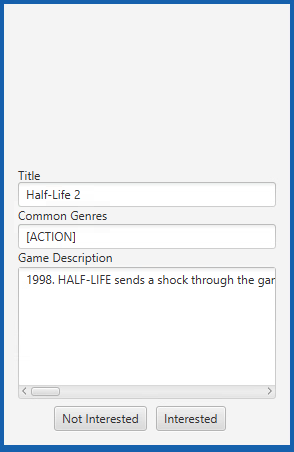 Title
Half-Life 2
Common Genres
[ACTION]
Game Description
1998. HALF-LIFE sends a shock through the gar
Not Interested
Interested